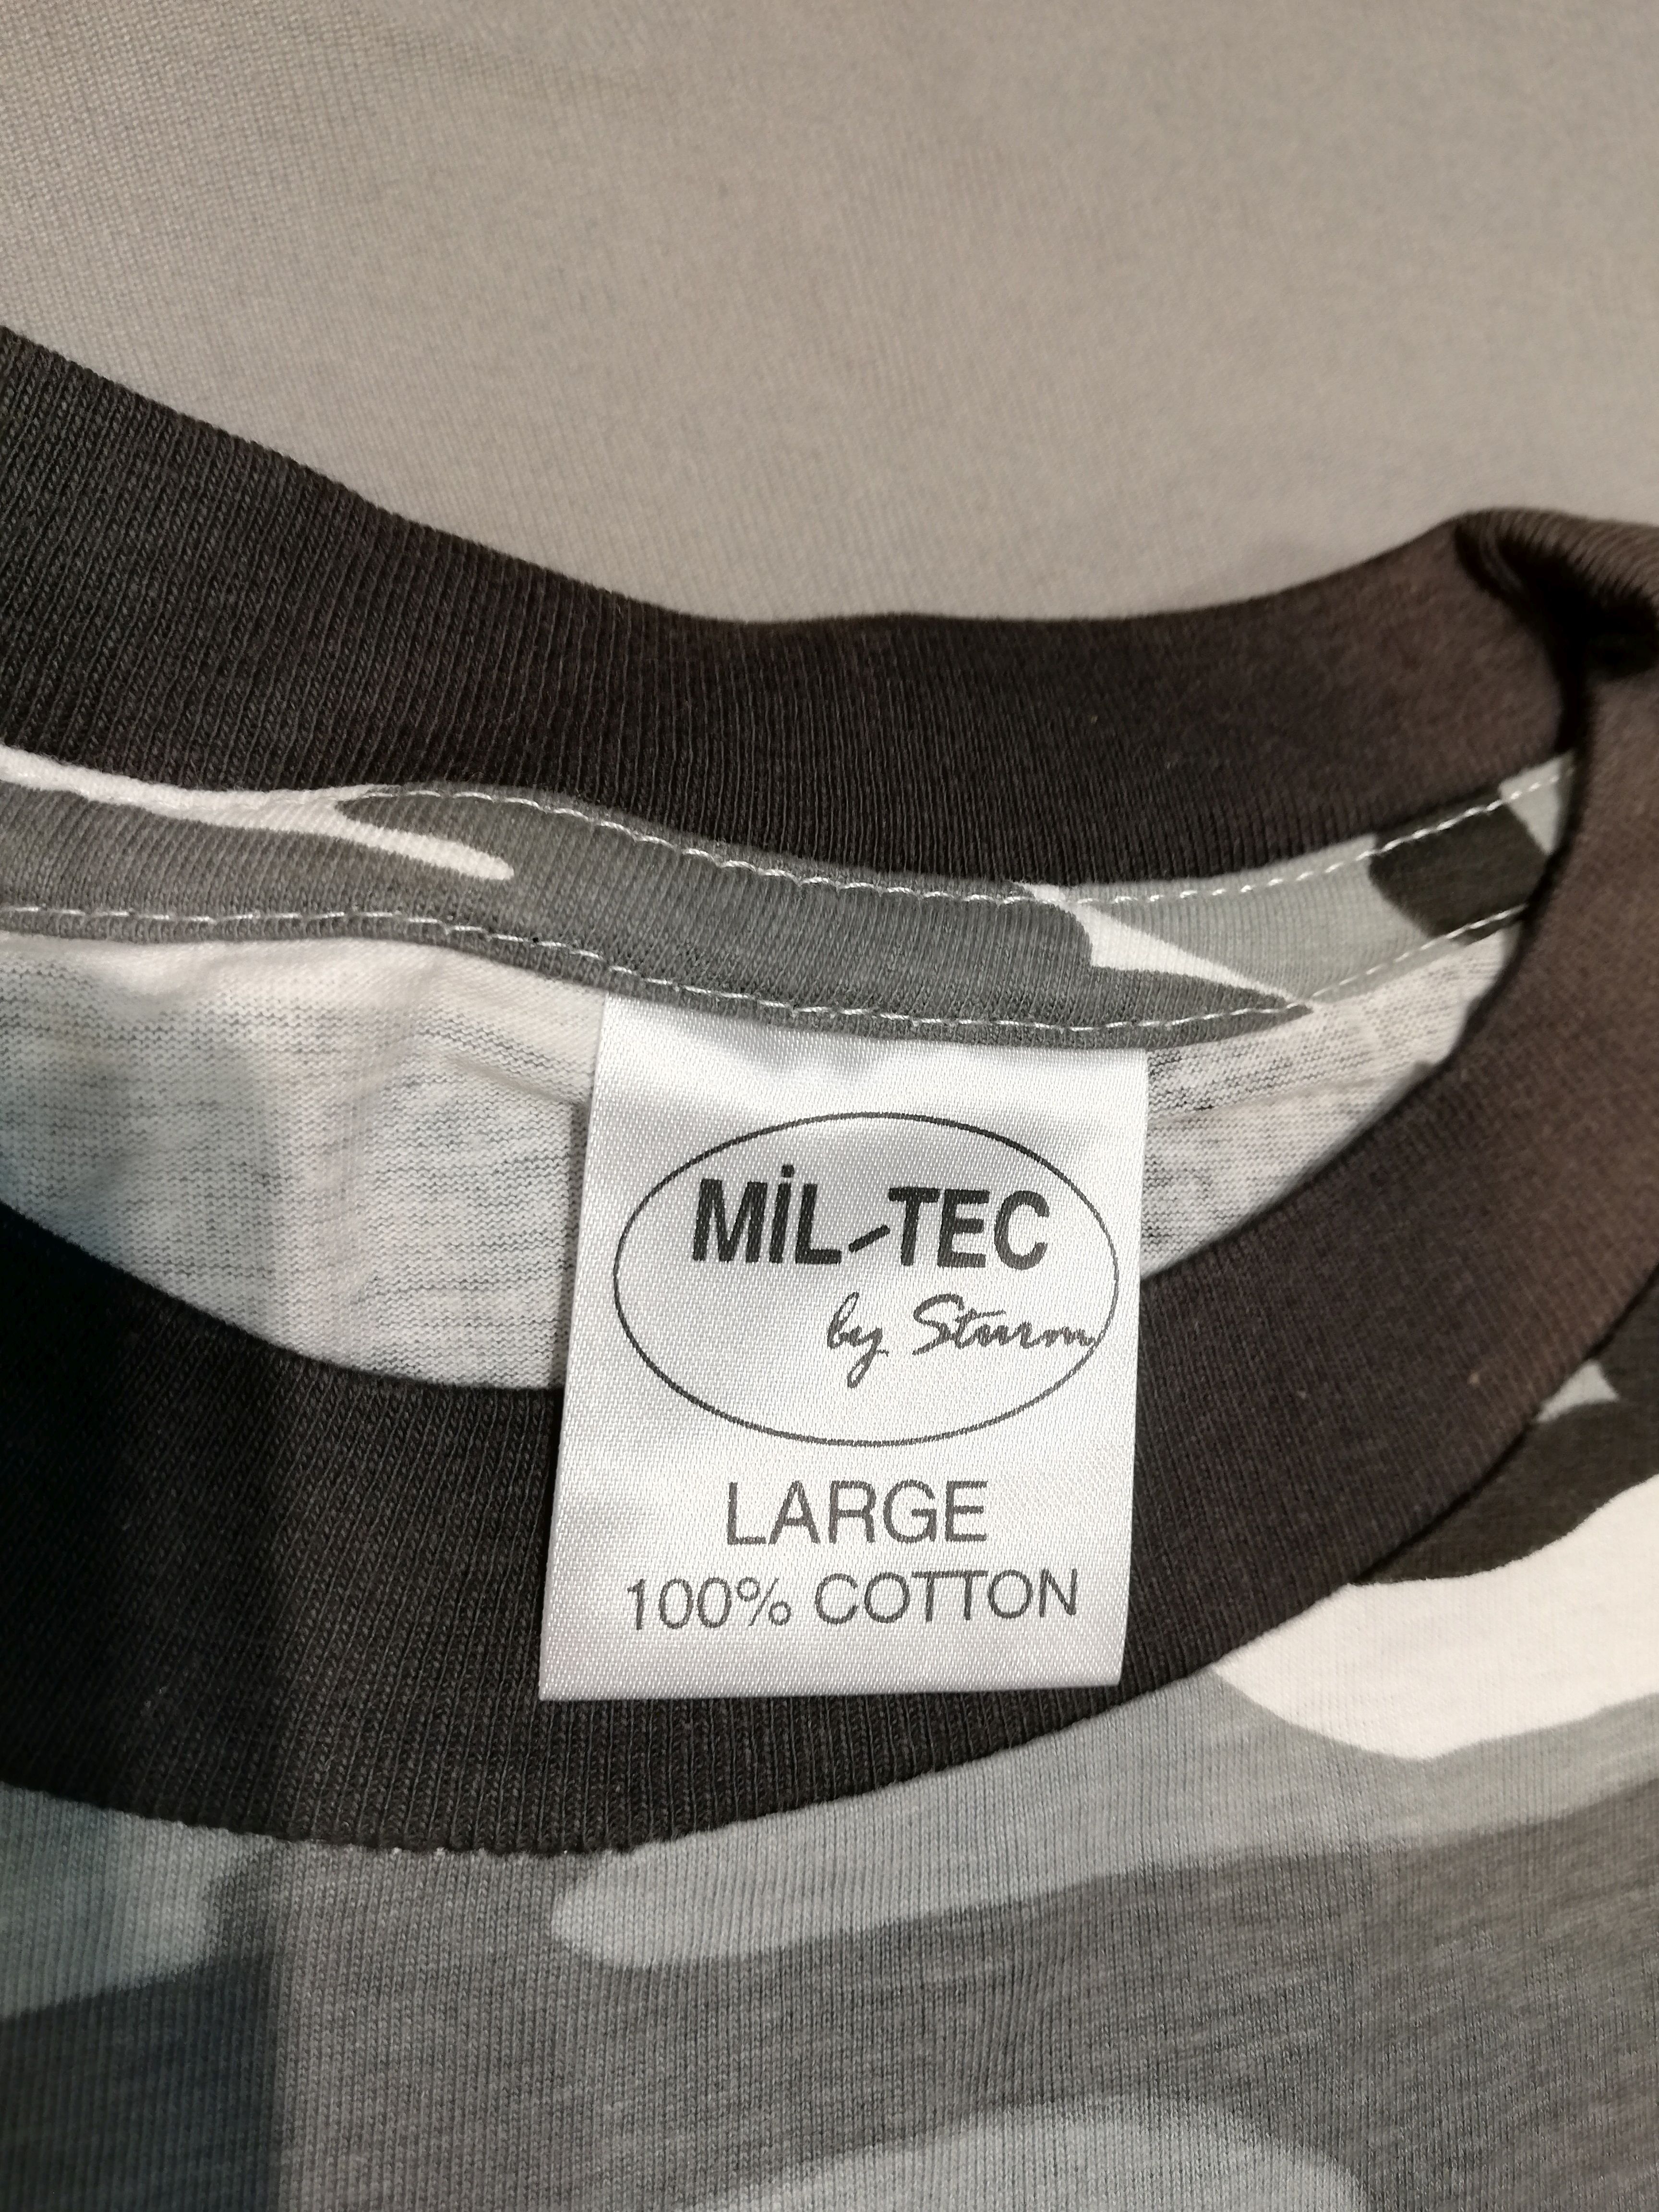 MiL-TEC
by Sturm
LARGE
100% COTTON